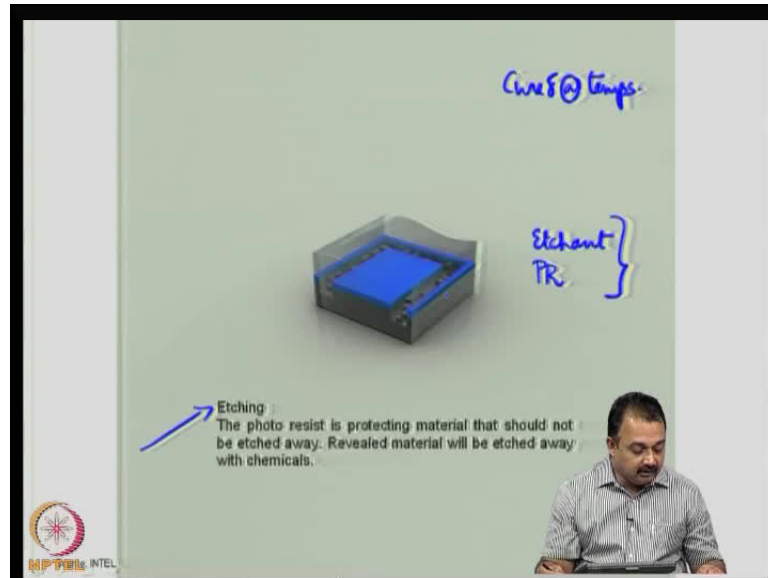 Cured @ temps.
Etchant
PR
Etching
The photo resist is protecting material that should not
be etched away. Revealed material will be etched away
with chemicals.
NPTEL
INTEL